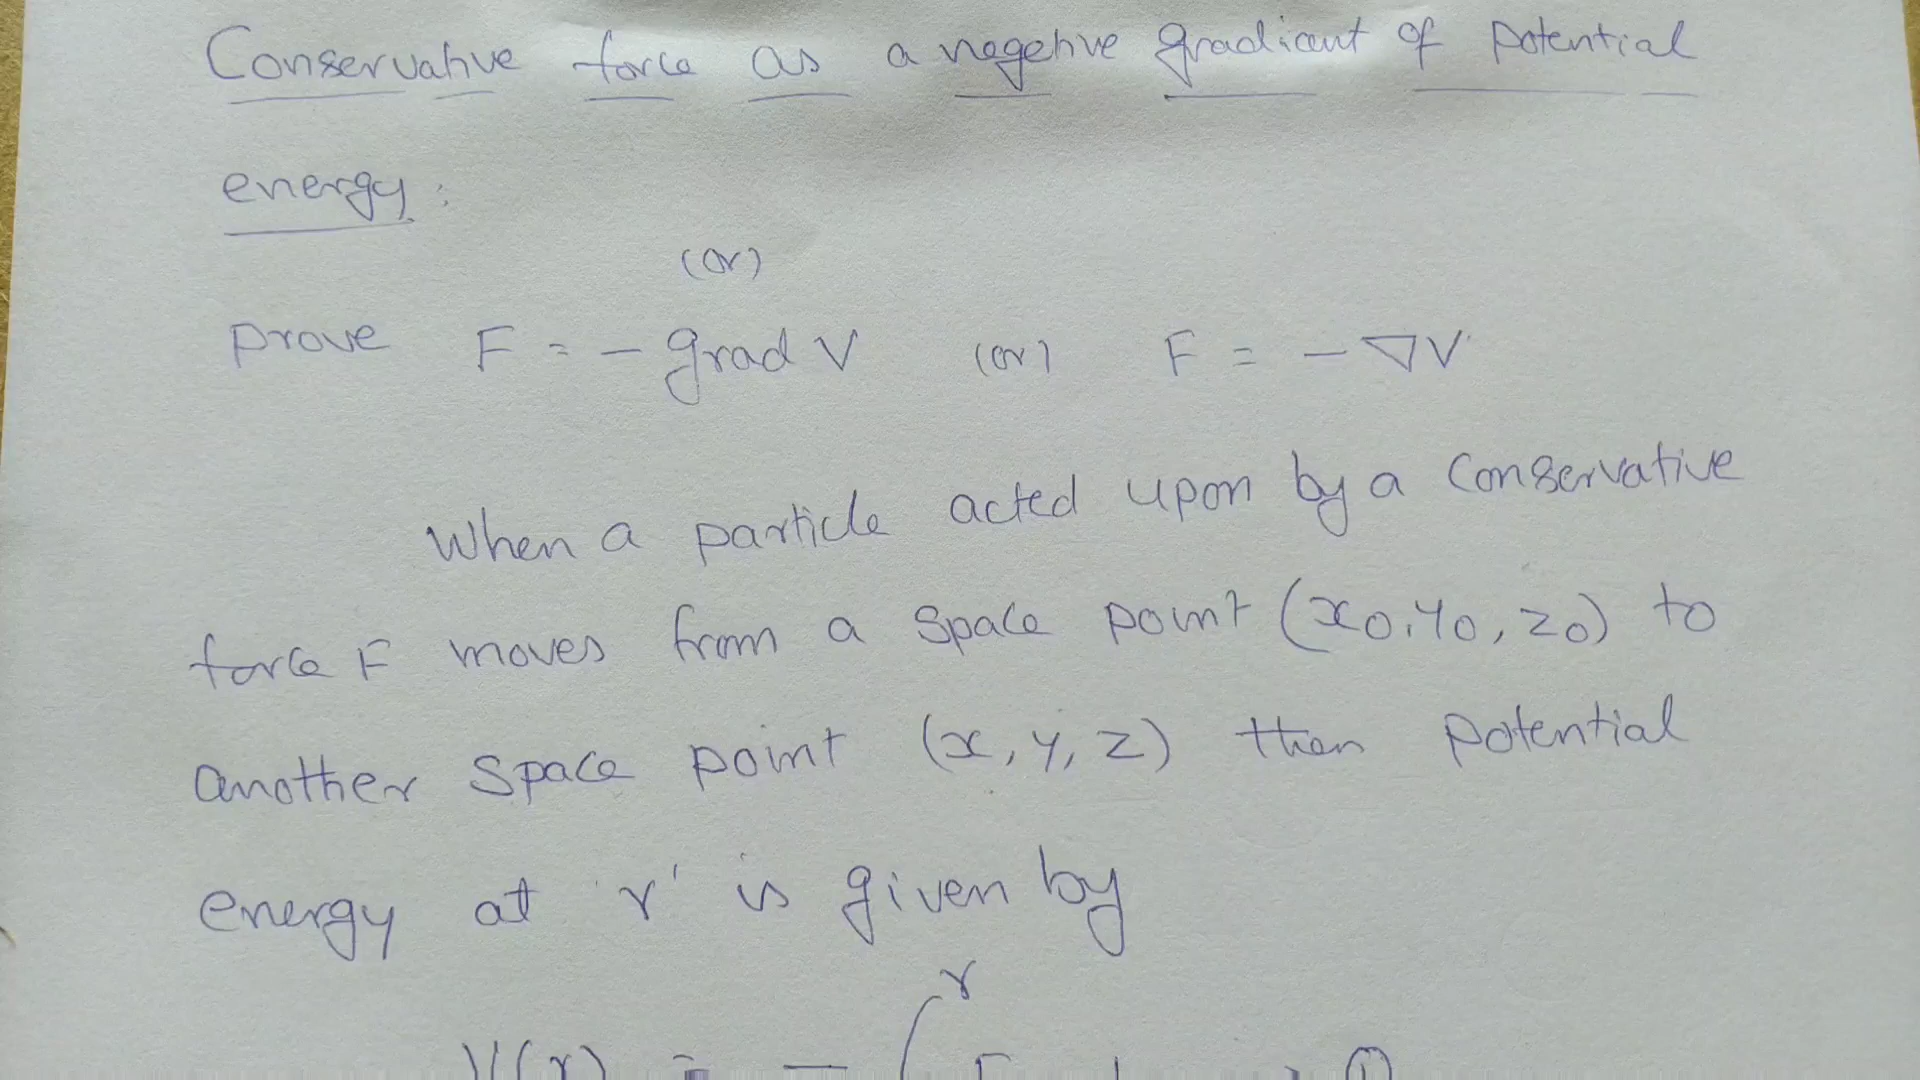 Conservative force as a negetive gradient of potential
energy:
(or)
prove F = - grad V (or) F = - ∇V
When a particle acted upon by a conservative
force F moves from a space point (x0, y0, z0) to
another space point (x, y, z) then potential
energy at 'r' is given by
r
V(r) = - ∫